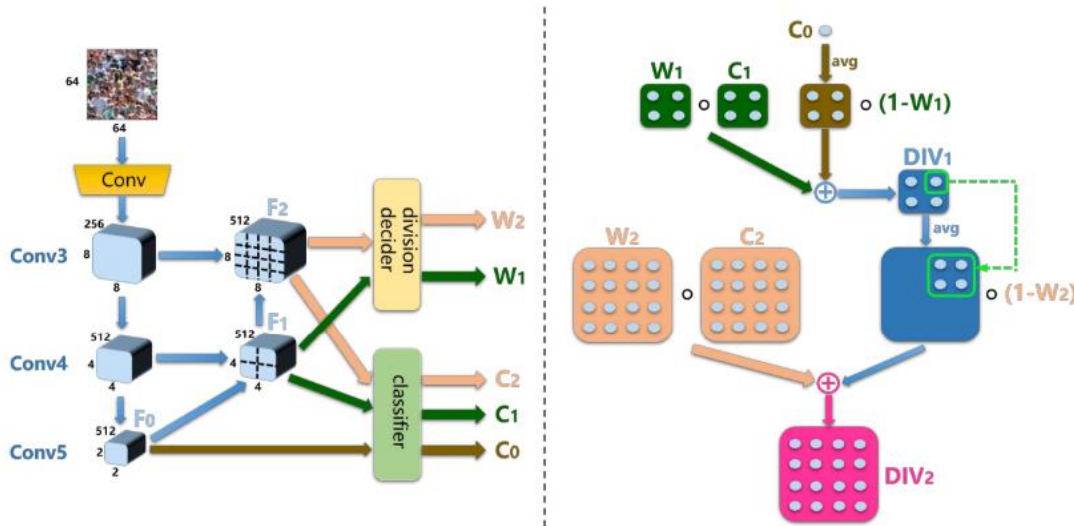 64
64
Conv
256
Conv3
8
8
512
F2
8
8
division decider
W2
W1
512
Conv4
4
4
512
F1
4
4
classifier
C2
C1
C0
F0
512
Conv5
2
2
C0
avg
W1
C1
(1-W1)
DIV1
avg
W2
C2
(1-W2)
DIV2